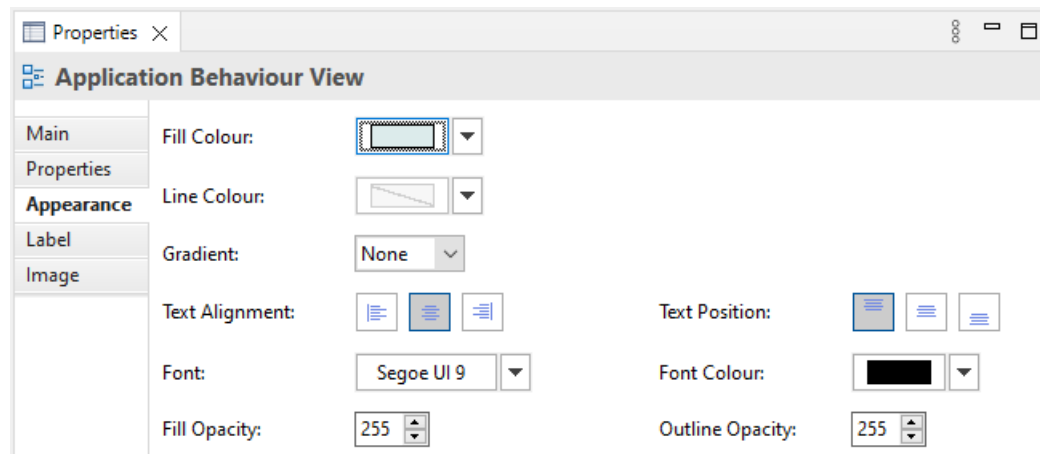 Properties
Application Behaviour View
Main
Properties
Appearance
Label
Image
Fill Colour:
Line Colour:
Gradient: None
Text Alignment: Text Position:
Font: Segoe UI 9 Font Colour:
Fill Opacity: 255 Outline Opacity: 255